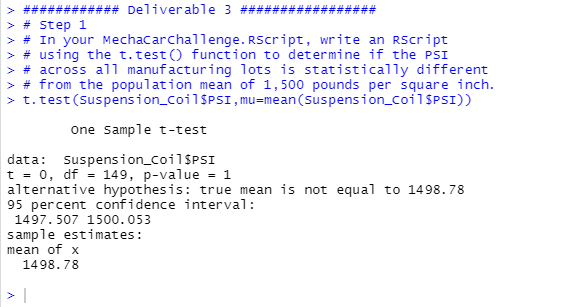 > ############ Deliverable 3 #################
> # Step 1
> # In your MechaCarChallenge.RScript, write an RScript
> # using the t.test() function to determine if the PSI
> # across all manufacturing lots is statistically different
> # from the population mean of 1,500 pounds per square inch.
> t.test(Suspension_Coil$PSI,mu=mean(Suspension_Coil$PSI))
One Sample t-test
data:  Suspension_Coil$PSI
t = 0, df = 149, p-value = 1
alternative hypothesis: true mean is not equal to 1498.78
95 percent confidence interval:
1497.507 1500.053
sample estimates:
mean of x
1498.78
>